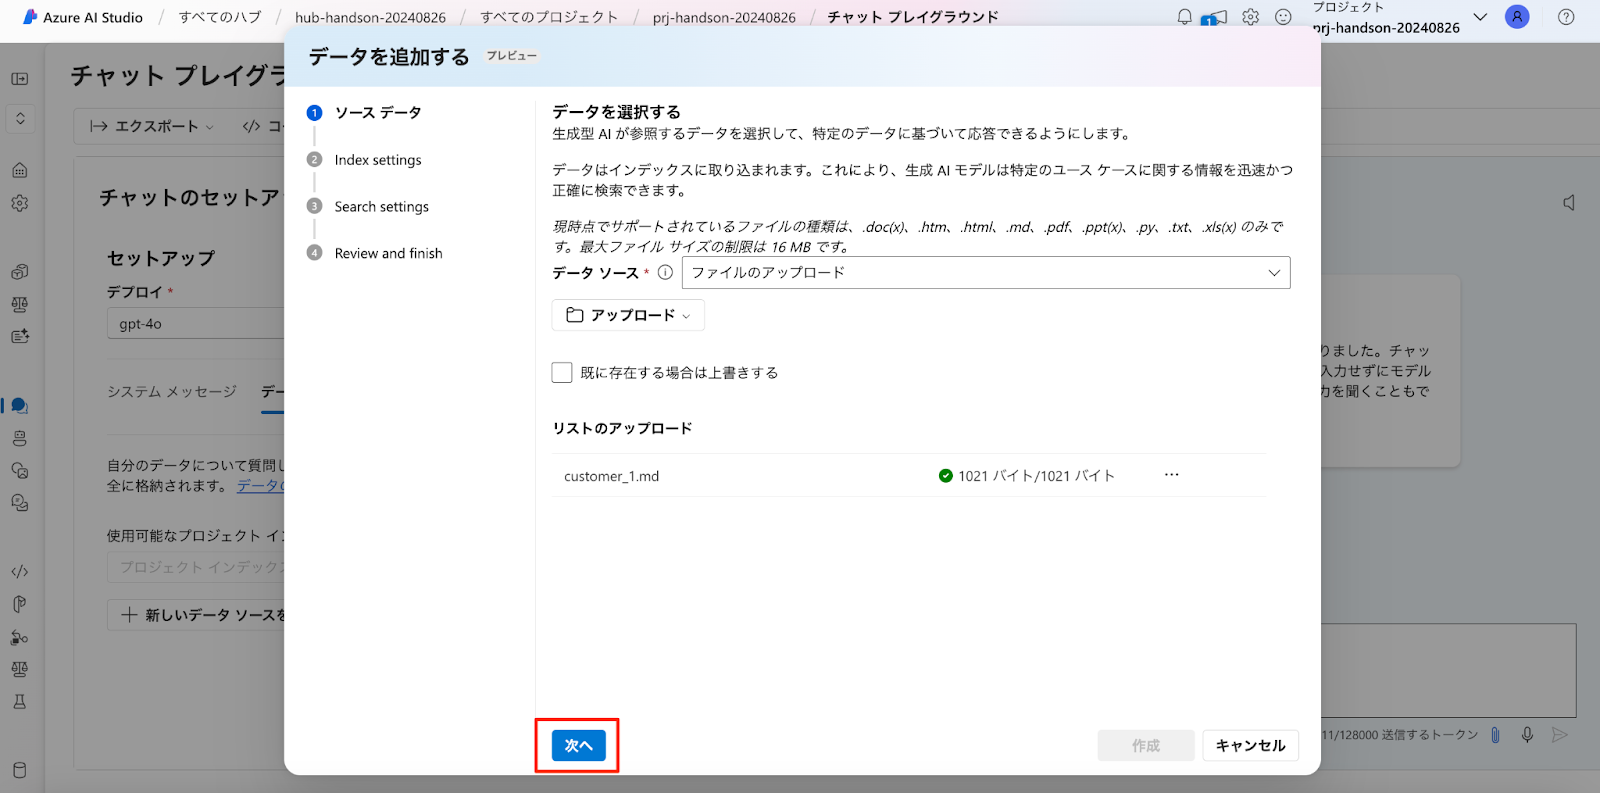 Azure AI Studio / すべてのハブ / hub-handson-20240826 / すべてのプロジェクト / prj-handson-20240826 / チャット プレイグラウンド
1
プロジェクト
prj-handson-20240826
チャット プレイグラ
エクスポート
チャットのセットア
セットアップ
デプロイ *
gpt-4o
システム メッセージ
デー
自分のデータについて質問し
全に格納されます。 データの
使用可能なプロジェクト イン
プロジェクト インデックス
新しいデータ ソースを
データを追加する プレビュー
1 ソース データ
2 Index settings
3 Search settings
4 Review and finish
データを選択する
生成型 AI が参照するデータを選択して、特定のデータに基づいて応答できるようにします。
データはインデックスに取り込まれます。これにより、生成 AI モデルは特定のユース ケースに関する情報を迅速かつ
正確に検索できます。
現時点でサポートされているファイルの種類は、.doc(x)、.htm、.html、.md、.pdf、.ppt(x)、.py、.txt、.xls(x) のみで
す。最大ファイル サイズの制限は 16 MB です。
データ ソース * ファイルのアップロード
アップロード
既に存在する場合は上書きする
リストのアップロード
customer_1.md 1021 バイト/1021 バイト ...
次へ
作成
キャンセル
りました。チャッ
入力せずにモデル
力を聞くこともで
11/128000 送信するトークン